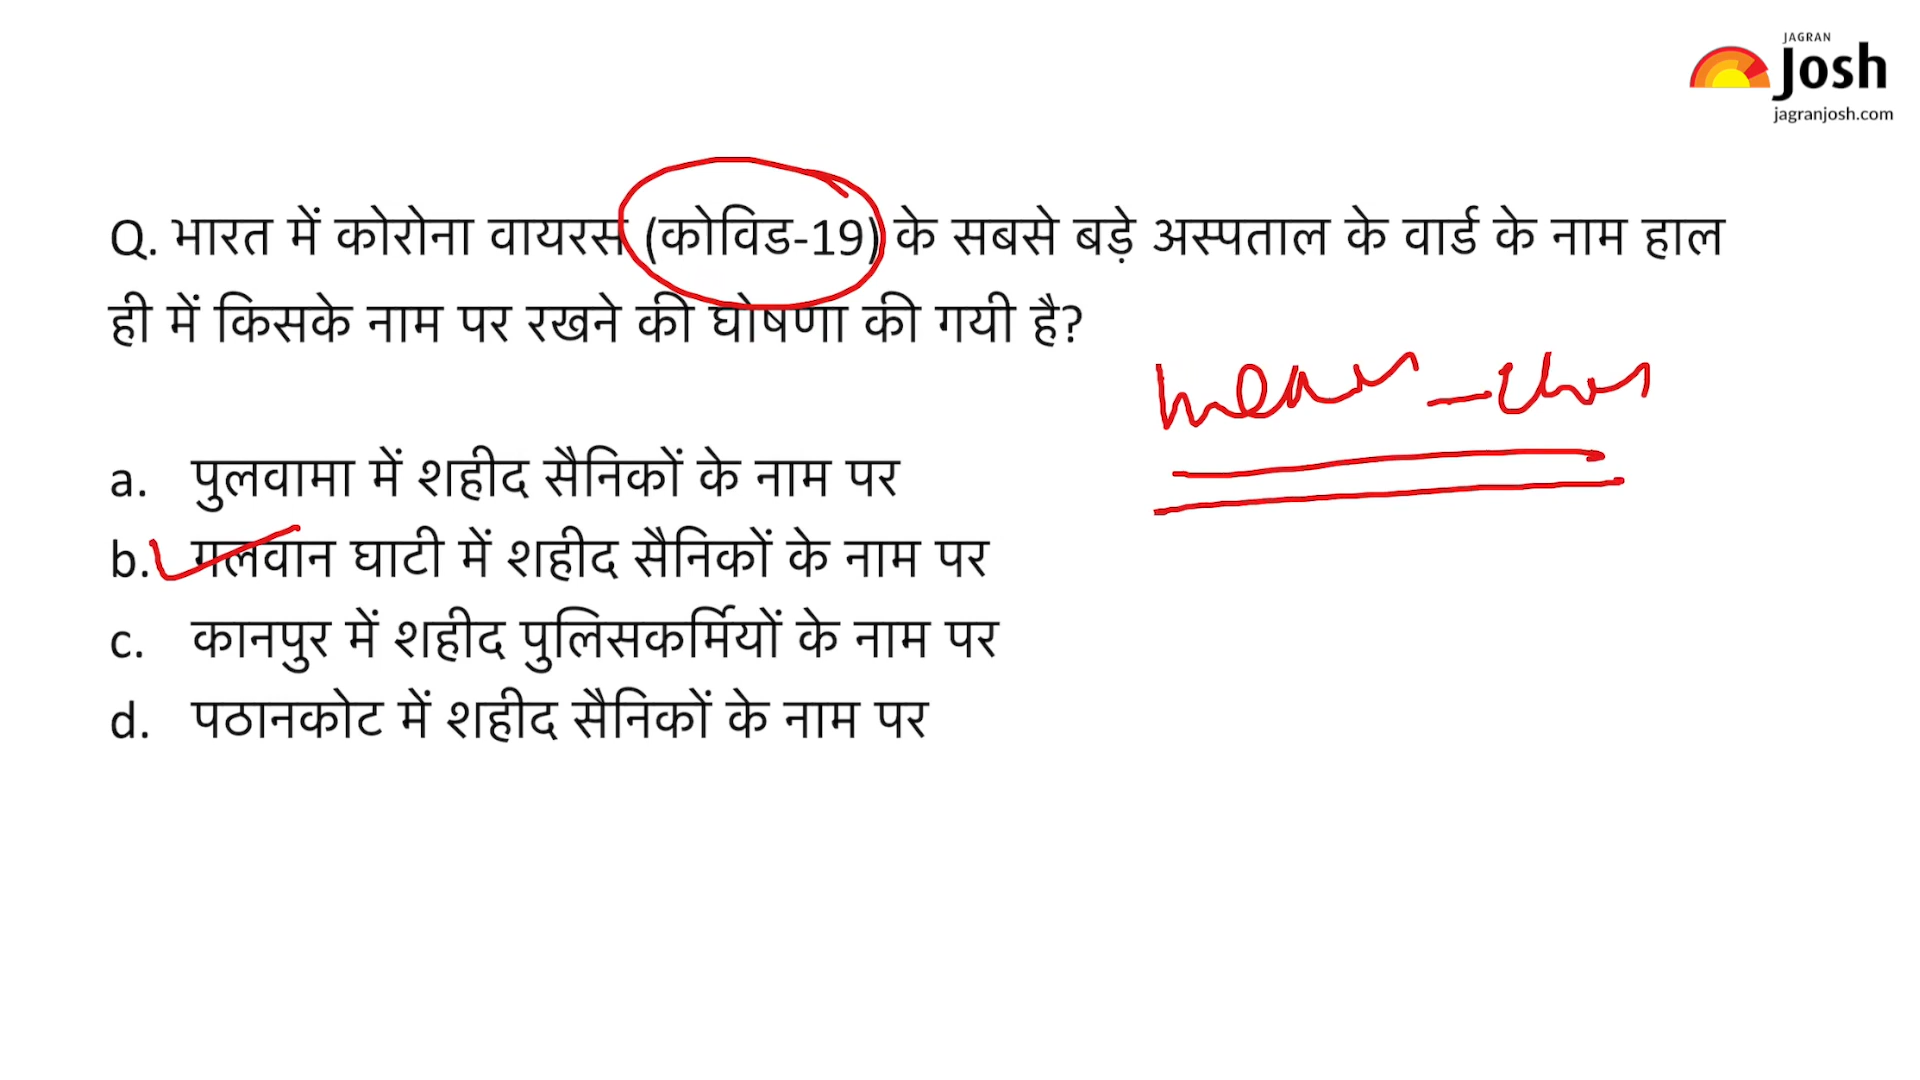 JAGRAN
Josh
jagranjosh.com
Q. भारत में कोरोना वायरस (कोविड-19) के सबसे बड़े अस्पताल के वार्ड के नाम हाल
ही में किसके नाम पर रखने की घोषणा की गयी है?
a. पुलवामा में शहीद सैनिकों के नाम पर
b. गलवान घाटी में शहीद सैनिकों के नाम पर
c. कानपुर में शहीद पुलिसकर्मियों के नाम पर
d. पठानकोट में शहीद सैनिकों के नाम पर